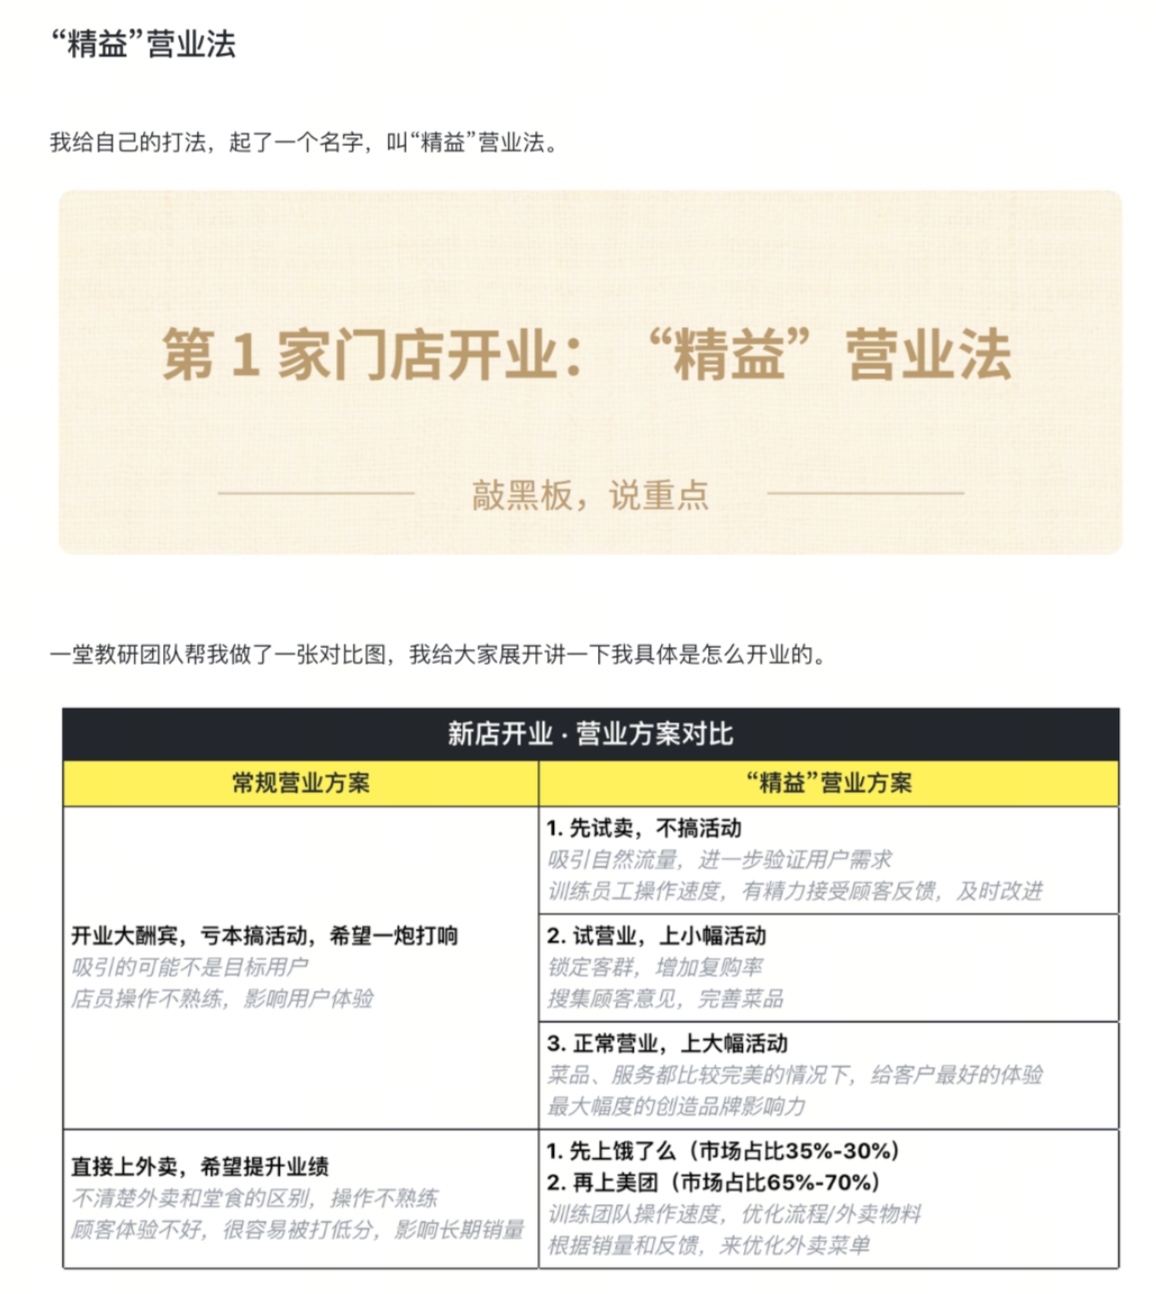 “精益”营业法
我给自己的打法，起了一个名字，叫“精益”营业法。
第 1 家门店开业：“精益”营业法
敲黑板，说重点
一堂教研团队帮我做了一张对比图，我给大家展开讲一下我具体是怎么开业的。
新店开业 · 营业方案对比
常规营业方案
“精益”营业方案
开业大酬宾，亏本搞活动，希望一炮打响
吸引的可能不是目标用户
店员操作不熟练，影响用户体验
1. 先试卖，不搞活动
吸引自然流量，进一步验证用户需求
训练员工操作速度，有精力接受顾客反馈，及时改进
2. 试营业，上小幅活动
锁定客群，增加复购率
搜集顾客意见，完善菜品
3. 正常营业，上大幅活动
菜品、服务都比较完美的情况下，给客户最好的体验
最大幅度的创造品牌影响力
直接上外卖，希望提升业绩
不清楚外卖和堂食的区别，操作不熟练
顾客体验不好，很容易被打低分，影响长期销量
1. 先上饿了么（市场占比35%-30%）
2. 再上美团（市场占比65%-70%）
训练团队操作速度，优化流程/外卖物料
根据销量和反馈，来优化外卖菜单